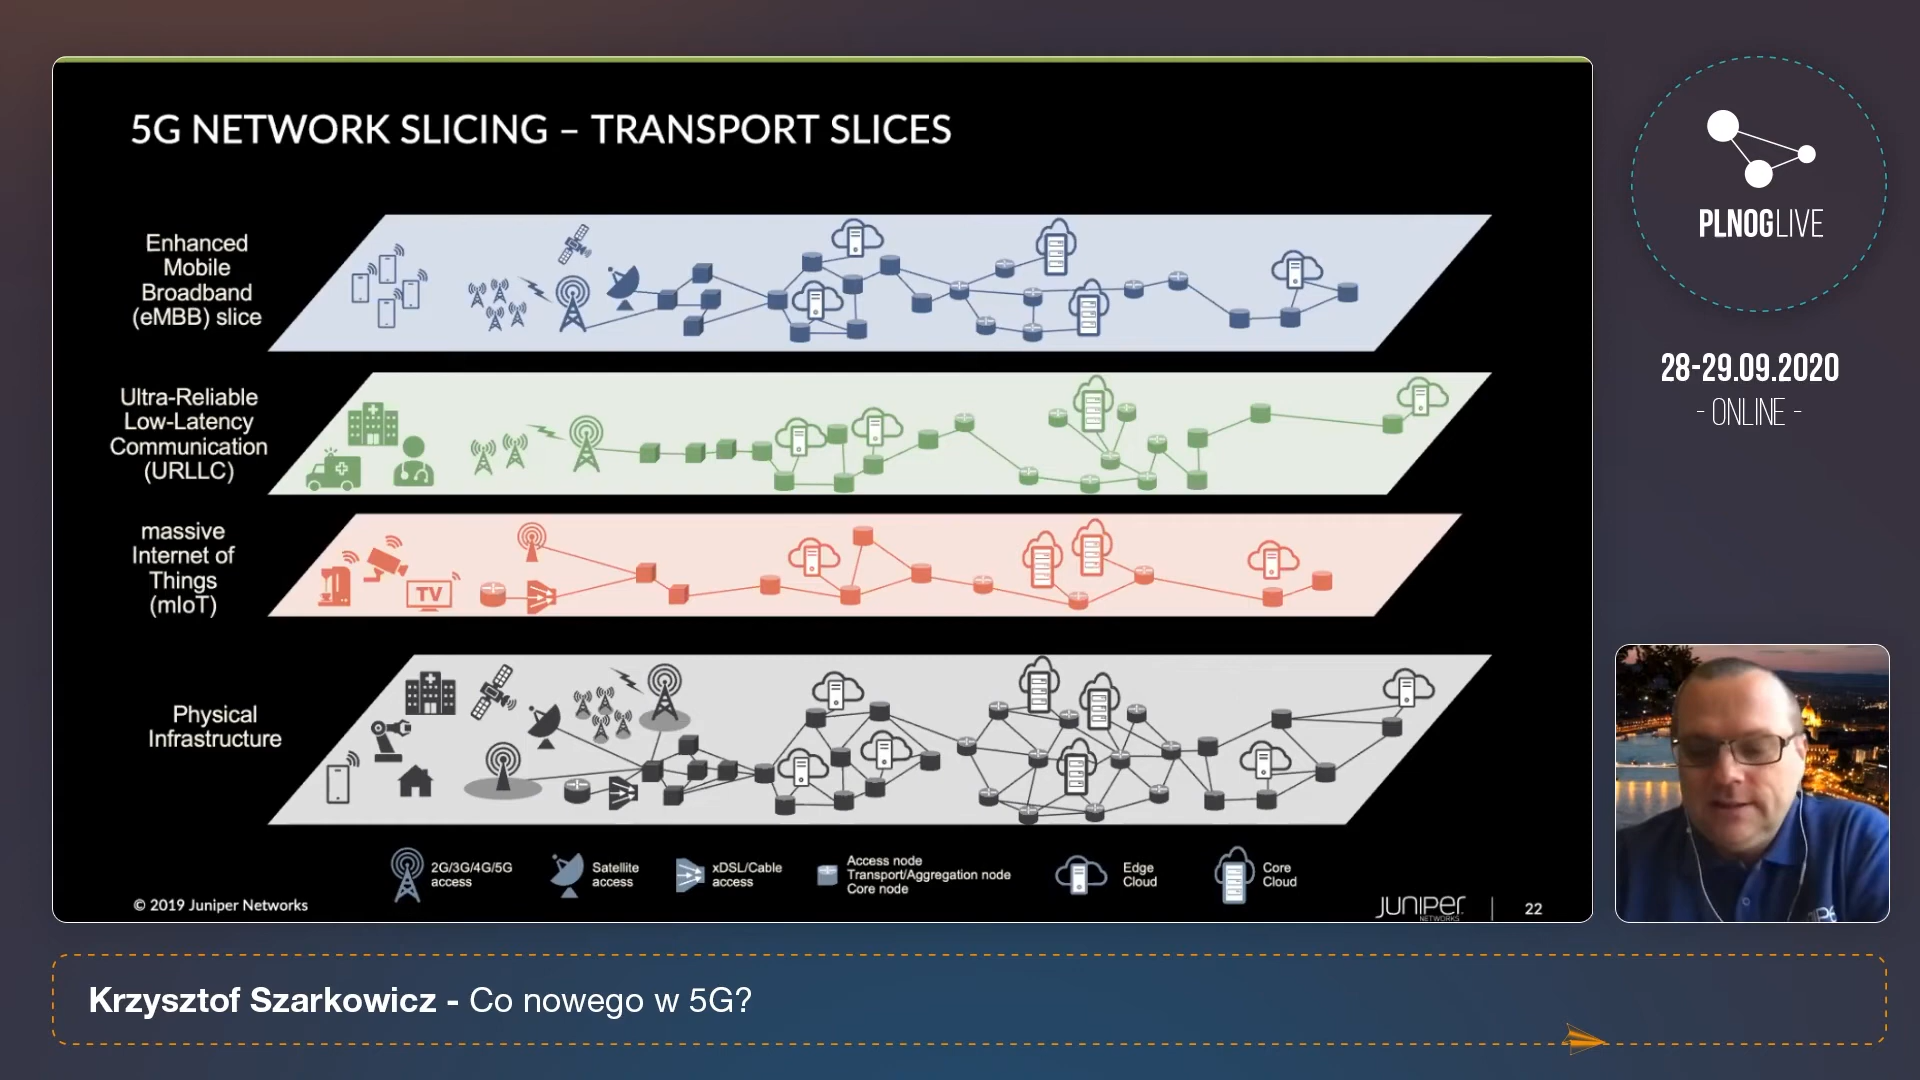 5G NETWORK SLICING – TRANSPORT SLICES
Enhanced
Mobile
Broadband
(eMBB) slice
Ultra-Reliable
Low-Latency
Communication
(URLLC)
massive
Internet of
Things
(mIoT)
TV
Physical
Infrastructure
2G/3G/4G/5G
access
Satellite
access
xDSL/Cable
access
Access node
Transport/Aggregation node
Core node
Edge
Cloud
Core
Cloud
© 2019 Juniper Networks
JUNIPER
NETWORKS
22
PLNOGLIVE
28-29.09.2020
- ONLINE -
Krzysztof Szarkowicz - Co nowego w 5G?